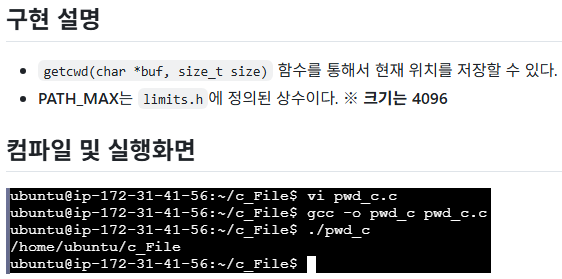 구현 설명
getcwd(char *buf, size_t size) 함수를 통해서 현재 위치를 저장할 수 있다.
PATH_MAX는 limits.h에 정의된 상수이다. ※ 크기는 4096
컴파일 및 실행화면
ubuntu@ip-172-31-41-56:~/c_File$ vi pwd_c.c
ubuntu@ip-172-31-41-56:~/c_File$ gcc -o pwd_c pwd_c.c
ubuntu@ip-172-31-41-56:~/c_File$ ./pwd_c
/home/ubuntu/c_File
ubuntu@ip-172-31-41-56:~/c_File$